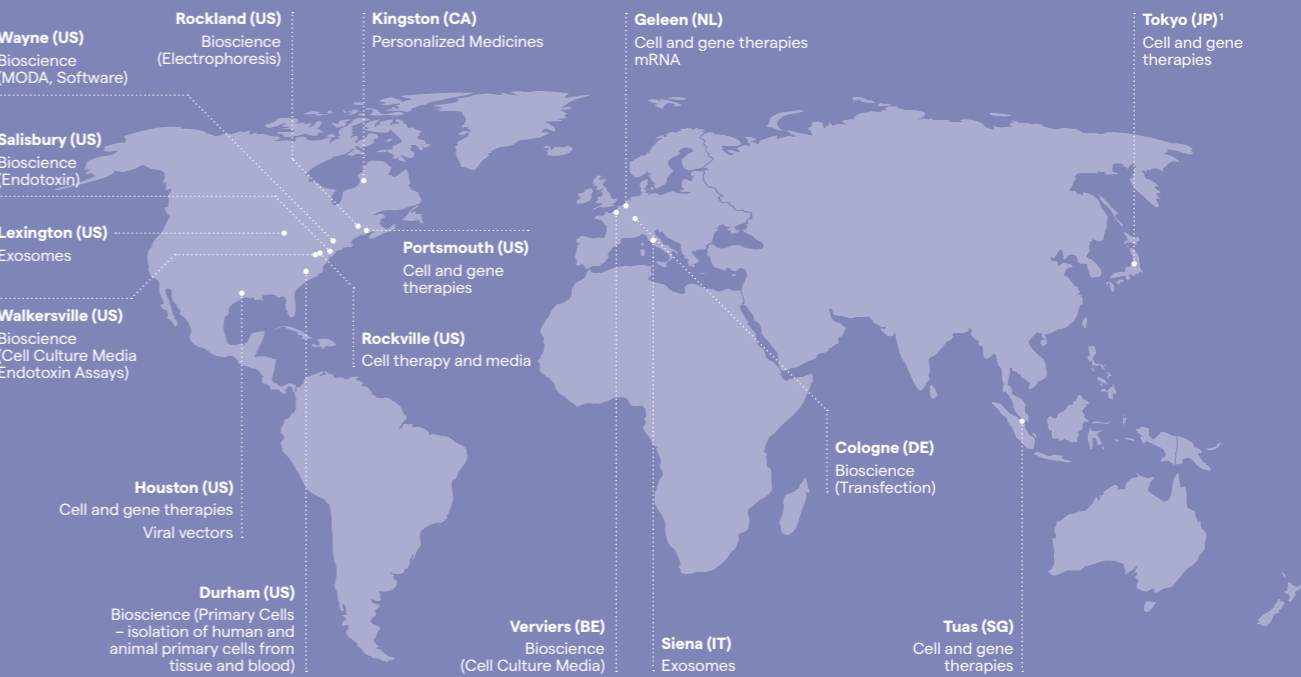 Wayne (US)
Bioscience
(MODA, Software)
Rockland (US)
Bioscience
(Electrophoresis)
Kingston (CA)
Personalized Medicines
Geleen (NL)
Cell and gene therapies
mRNA
Tokyo (JP)¹
Cell and gene
therapies
Salisbury (US)
Bioscience
(Endotoxin)
Lexington (US)
Exosomes
Portsmouth (US)
Cell and gene
therapies
Walkersville (US)
Bioscience
(Cell Culture Media
Endotoxin Assays)
Rockville (US)
Cell therapy and media
Cologne (DE)
Bioscience
(Transfection)
Houston (US)
Cell and gene therapies
Viral vectors
Durham (US)
Bioscience (Primary Cells
– isolation of human and
animal primary cells from
tissue and blood)
Verviers (BE)
Bioscience
(Cell Culture Media)
Siena (IT)
Exosomes
Tuas (SG)
Cell and gene
therapies